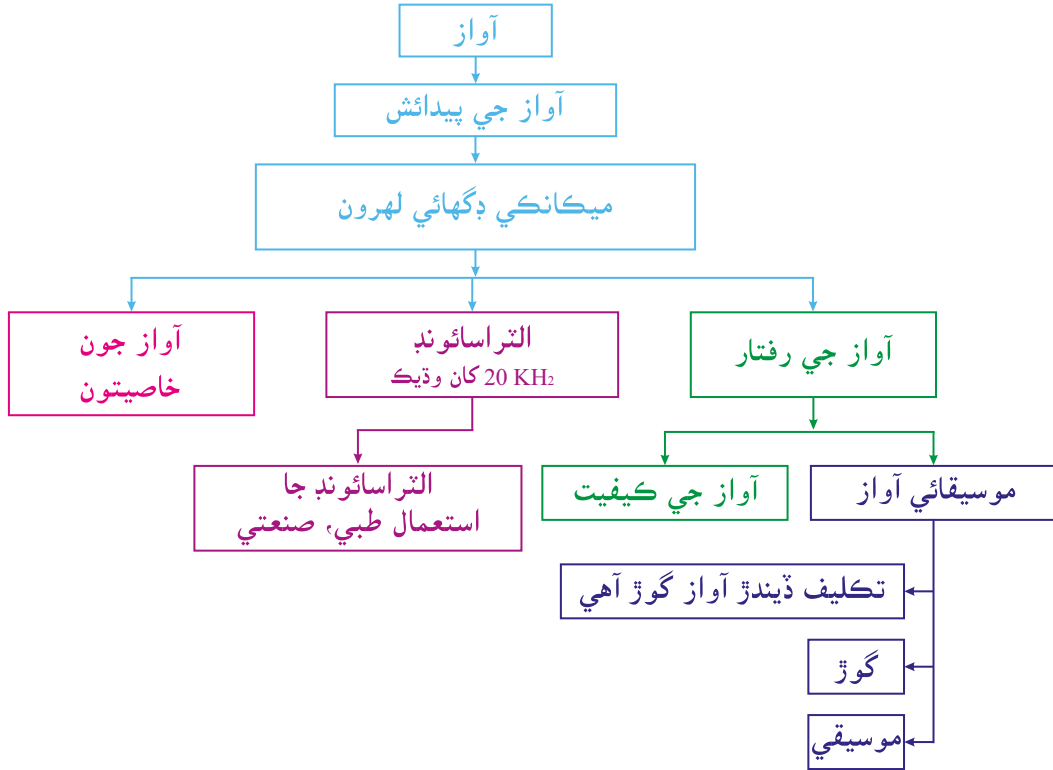 آواز
آواز جي پيدائش
ميڪانڪي ڊگھائي لهرون
آواز جي رفتار
الٽراسائونڊ
20 KH₂ کان وڌيڪ
آواز جون
خاصيتون
موسيقائي آواز
آواز جي ڪيفيت
الٽراسائونڊ جا
استعمال طبي، صنعتي
تڪليف ڏيندڙ آواز گوڙ آهي
گوڙ
موسيقي